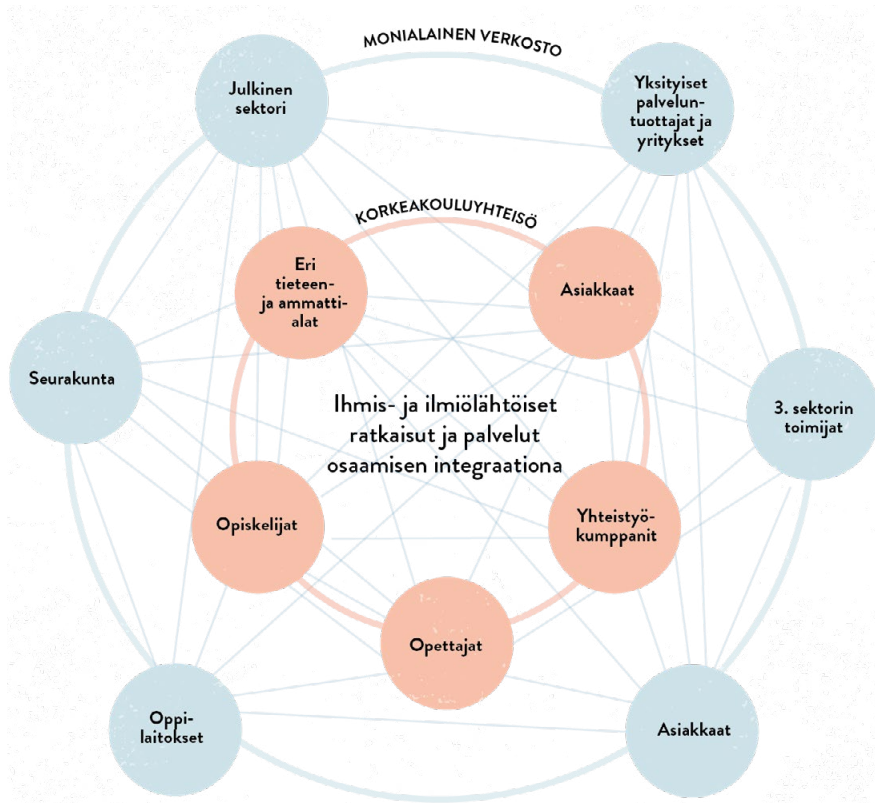 MONIALAINEN VERKOSTO
Julkinen
sektori
Yksityiset
palvelun-
tuottajat ja
yritykset
KORKEAKOULUYHTEISÖ
Eri
tieteen-
ja ammatti-
alat
Asiakkaat
Seurakunta
3. sektorin
toimijat
Ihmis- ja ilmiölähtöiset
ratkaisut ja palvelut
osaamisen integraationa
Opiskelijat
Yhteistyö-
kumppanit
Opettajat
Oppi-
laitokset
Asiakkaat